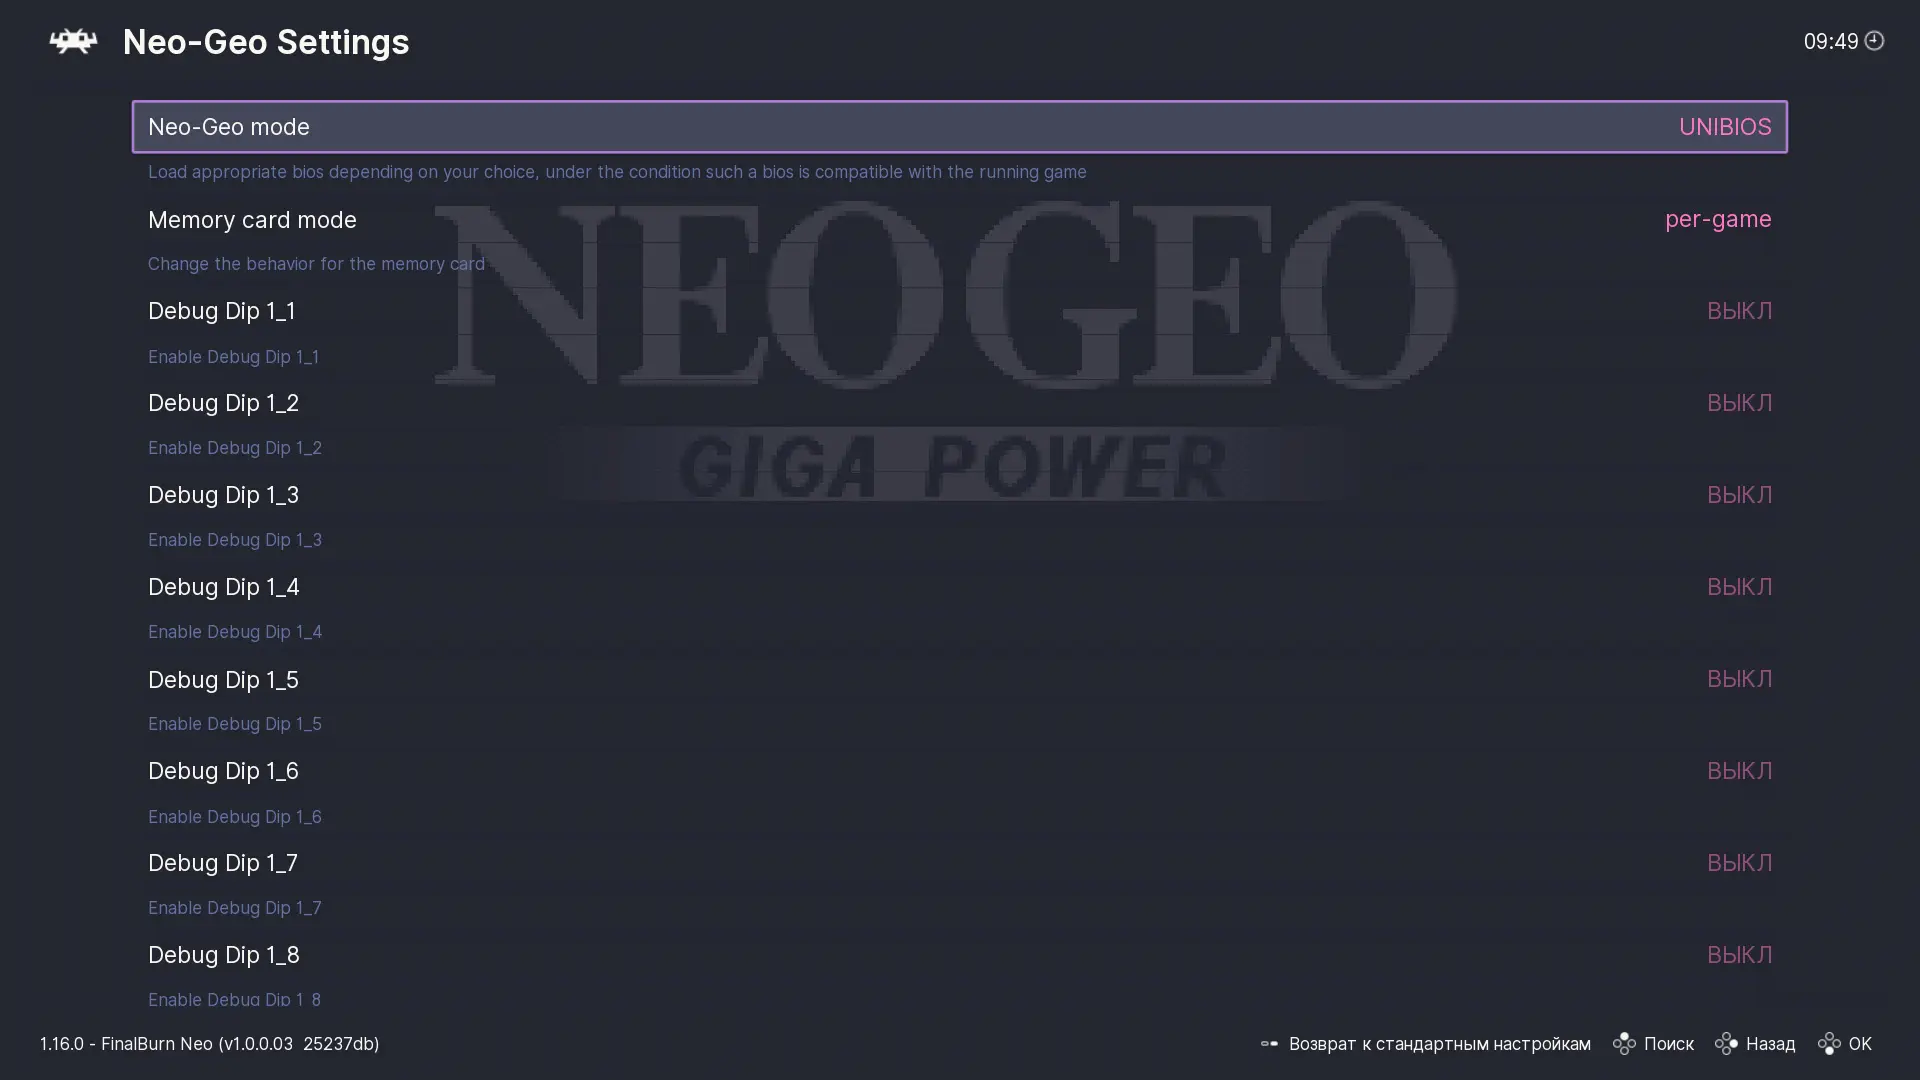 Neo-Geo Settings
09:49
Neo-Geo mode UNIBIOS
Load appropriate bios depending on your choice, under the condition such a bios is compatible with the running game
Memory card mode per-game
Change the behavior for the memory card
NEOGEO
Debug Dip 1_1 ВЫКЛ
Enable Debug Dip 1_1
Debug Dip 1_2 ВЫКЛ
Enable Debug Dip 1_2
GIGA POWER
Debug Dip 1_3 ВЫКЛ
Enable Debug Dip 1_3
Debug Dip 1_4 ВЫКЛ
Enable Debug Dip 1_4
Debug Dip 1_5 ВЫКЛ
Enable Debug Dip 1_5
Debug Dip 1_6 ВЫКЛ
Enable Debug Dip 1_6
Debug Dip 1_7 ВЫКЛ
Enable Debug Dip 1_7
Debug Dip 1_8 ВЫКЛ
Enable Debug Dip 1_8
1.16.0 - FinalBurn Neo (v1.0.0.03 25237db) Возврат к стандартным настройкам Поиск Назад OK